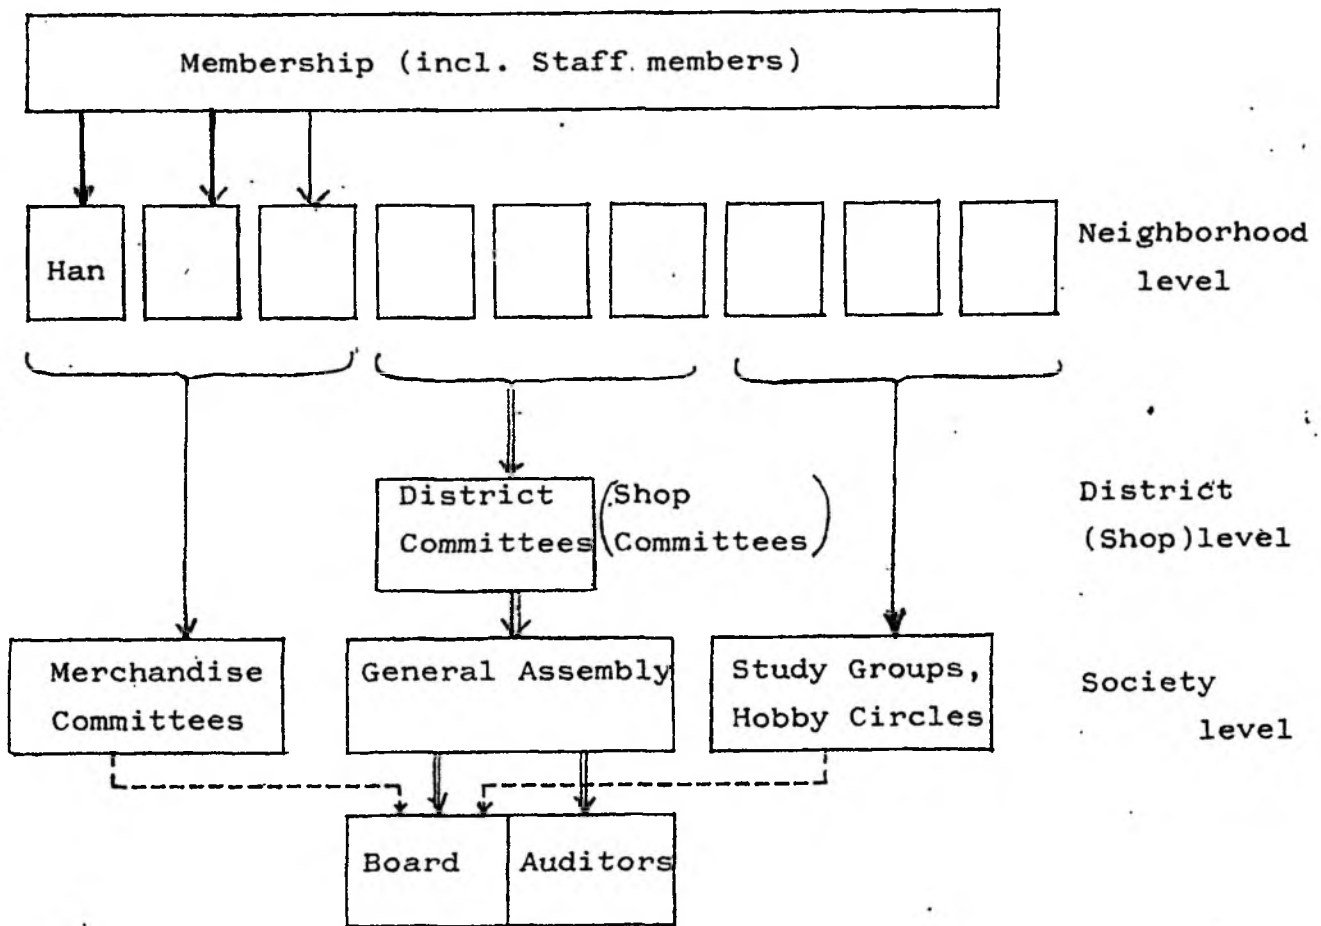 Membership (incl. Staff members)
Han
Neighborhood
level
District
Committees
(Shop
Committees)
District
(Shop)level
Merchandise
Committees
General Assembly
Study Groups,
Hobby Circles
Society
level
Board
Auditors